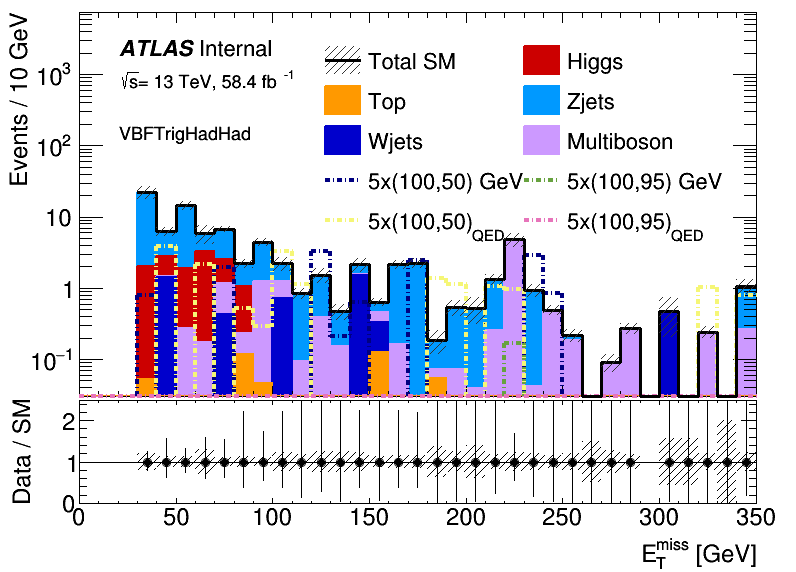 ATLAS Internal
√s= 13 TeV, 58.4 fb -1
VBFTrigHadHad
Total SM
Higgs
Top
Zjets
Wjets
Multiboson
5x(100,50) GeV
5x(100,95) GeV
5x(100,50)QED
5x(100,95)QED
Events / 10 GeV
10³
10²
10
1
10⁻¹
Data / SM
2
1
0
0 50 100 150 200 250 300 350
E_T^miss [GeV]